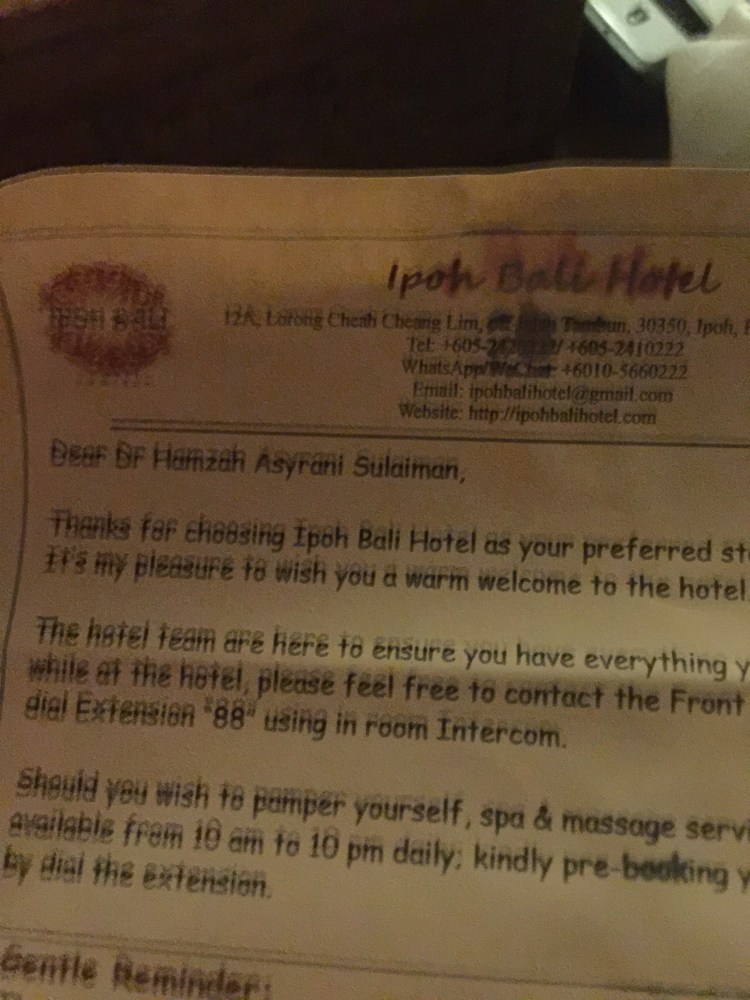 Ipoh Bali Hotel
IPOH BALI
12A, Lorong Cheah Cheang Lim, Tambun, 30350, Ipoh,
Tel: / +605-2410222
WhatsApp/WeChat: +6010-5660222
Email: ipohbalihotel@gmail.com
Website: http://ipohbalihotel.com
Dear Dr Hamzah Asyrani Sulaiman,
Thanks for choosing Ipoh Bali Hotel as your preferred
It's my pleasure to wish you a warm welcome to the hotel
The hotel team are here to ensure you have everything
while at the hotel, please feel free to contact the Front
dial Extension "88" using in room Intercom.
Should you wish to pamper yourself, spa & massage
available from 10 am to 10 pm daily; kindly pre-booking
by dial the extension.
Gentle Reminder: